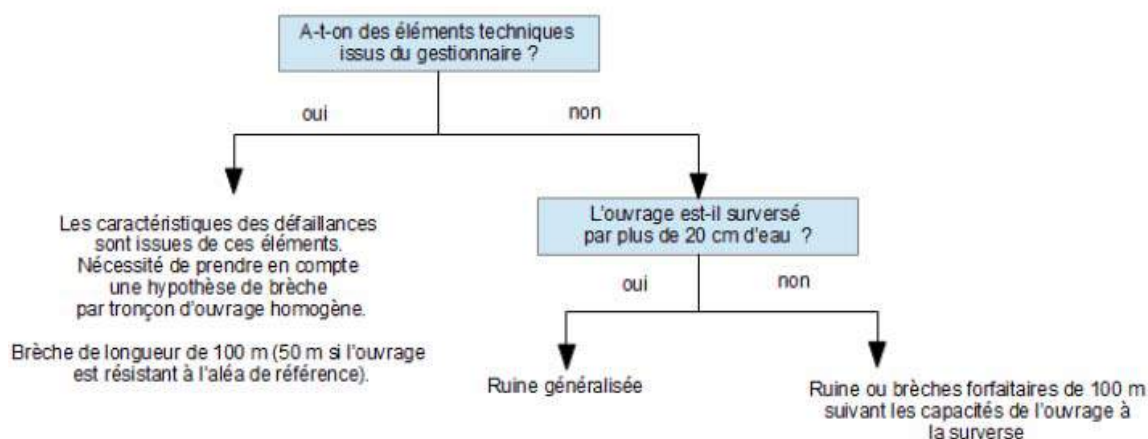 A-t-on des éléments techniques
issus du gestionnaire ?
oui
non
Les caractéristiques des défaillances
sont issues de ces éléments.
Nécessité de prendre en compte
une hypothèse de brèche
par tronçon d'ouvrage homogène.
Brèche de longueur de 100 m (50 m si l'ouvrage
est résistant à l'aléa de référence).
L'ouvrage est-il surversé
par plus de 20 cm d'eau ?
oui
non
Ruine généralisée
Ruine ou brèches forfaitaires de 100 m
suivant les capacités de l'ouvrage à
la surverse